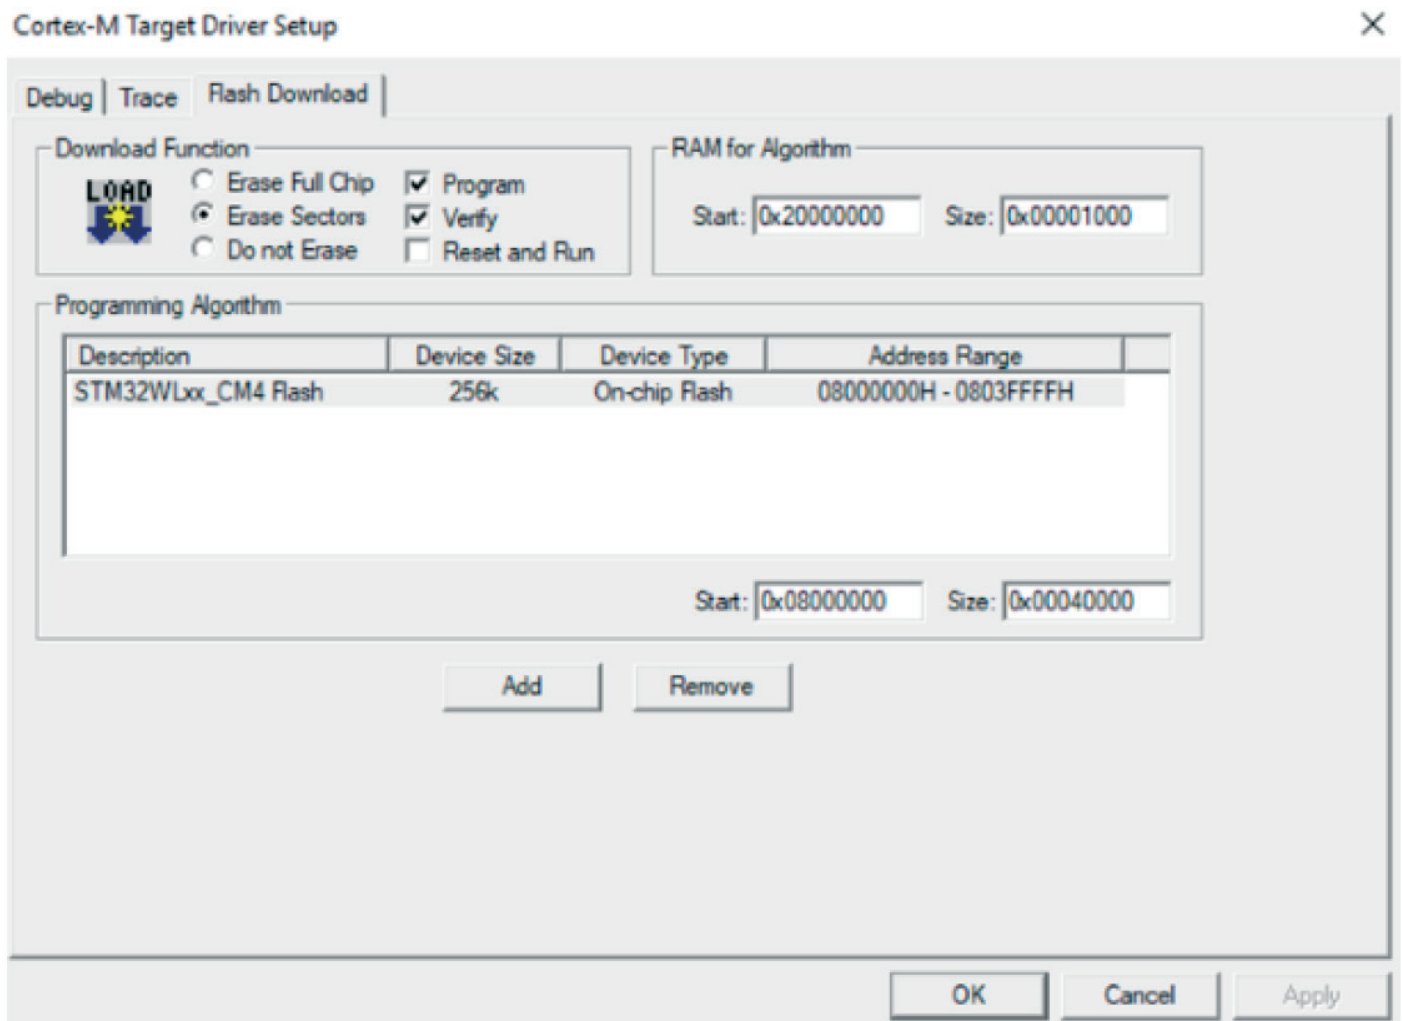 Cortex-M Target Driver Setup
Debug Trace Flash Download
Download Function
LOAD
Erase Full Chip
Erase Sectors
Do not Erase
Program
Verify
Reset and Run
RAM for Algorithm
Start: 0x20000000 Size: 0x00001000
Programming Algorithm
Description Device Size Device Type Address Range
STM32WLxx_CM4 Flash 256k On-chip Flash 08000000H - 0803FFFFH
Start: 0x08000000 Size: 0x00040000
Add Remove
OK Cancel Apply